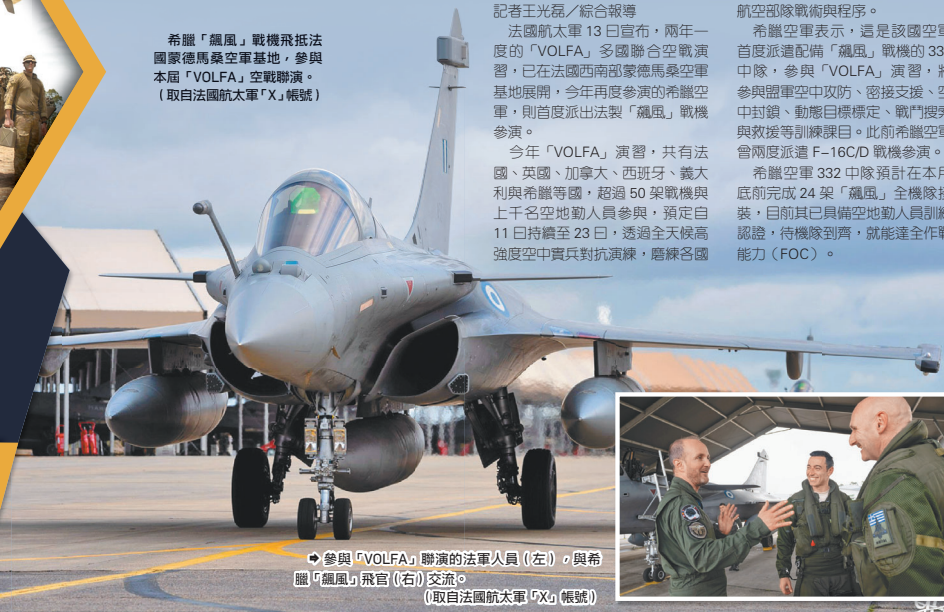 希臘「飆風」戰機飛抵法
國蒙德馬桑空軍基地，參與
本屆「VOLFA」空戰聯演。
（取自法國航太軍「X」帳號）
記者王光磊／綜合報導
法國航太軍 13 日宣布，兩年一
度的「VOLFA」多國聯合空戰演
習，已在法國西南部蒙德馬桑空軍
基地展開，今年再度參演的希臘空
軍，則首度派出法製「飆風」戰機
參演。
今年「VOLFA」演習，共有法
國、英國、加拿大、西班牙、義大
利與希臘等國，超過 50 架戰機與
上千名空地勤人員參與，預定自
11 日持續至 23 日，透過全天候高
強度空中實兵對抗演練，磨練各國
航空部隊戰術與程序。
希臘空軍表示，這是該國空軍
首度派遣配備「飆風」戰機的 33
中隊，參與「VOLFA」演習，將
參與盟軍空中攻防、密接支援、空
中封鎖、動態目標標定、戰鬥搜索
與救援等訓練課目。此前希臘空軍
曾兩度派遣 F-16C/D 戰機參演。
希臘空軍 332 中隊預計在本月
底前完成 24 架「飆風」全機隊接
裝，目前其已具備空地勤人員訓練
認證，待機隊到齊，就能達全作戰
能力（FOC）。
➡參與「VOLFA」聯演的法軍人員（左），與希
臘「飆風」飛官（右）交流。
（取自法國航太軍「X」帳號）